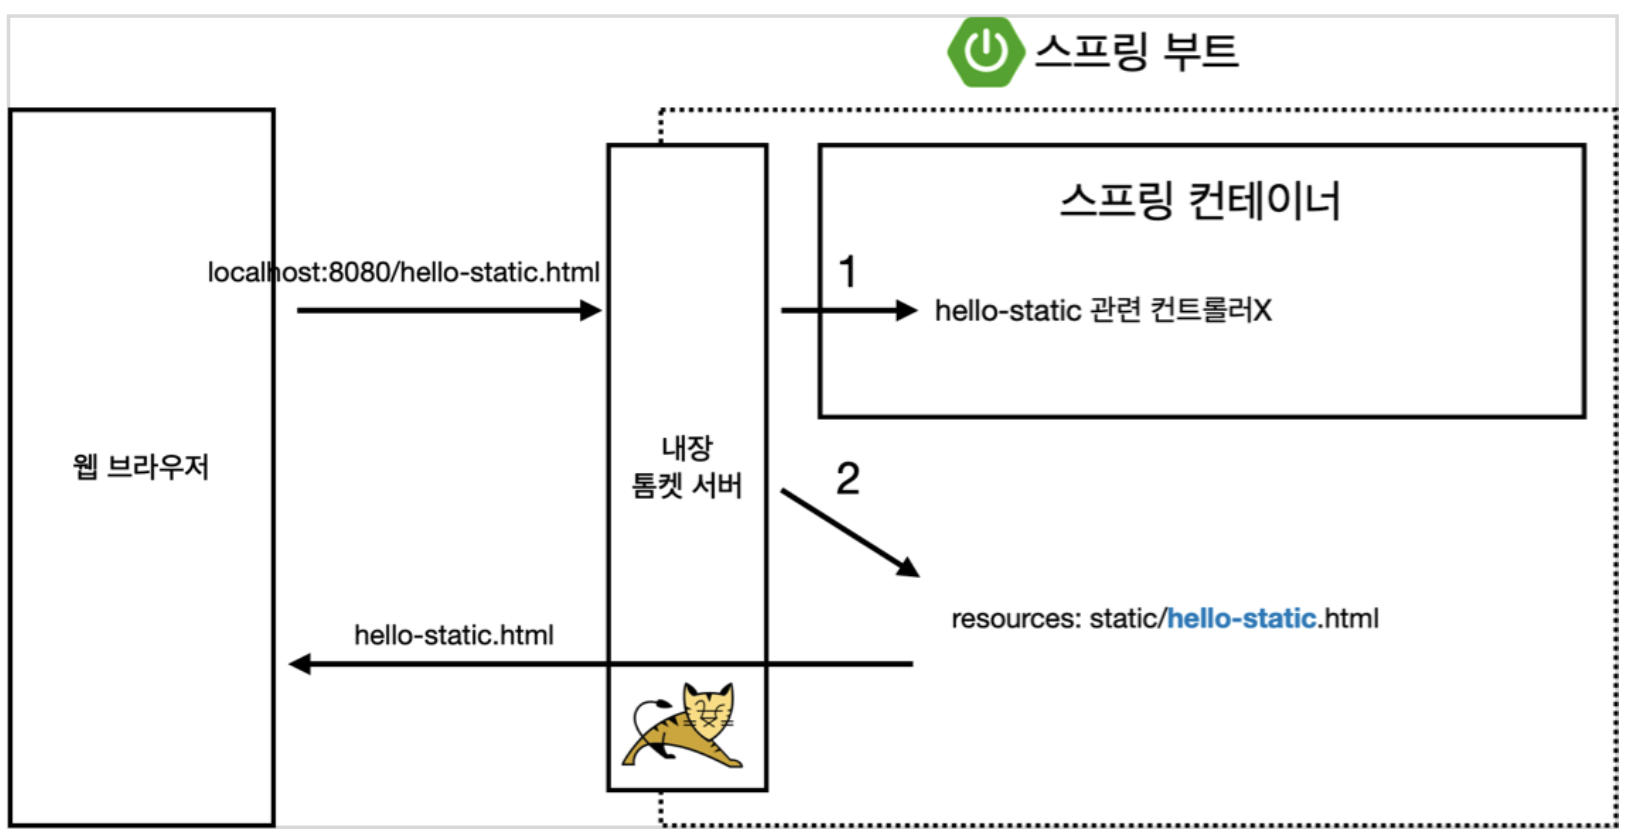 스프링 부트
스프링 컨테이너
localhost:8080/hello-static.html
1
hello-static 관련 컨트롤러X
웹 브라우저
내장
톰켓 서버
2
resources: static/hello-static.html
hello-static.html